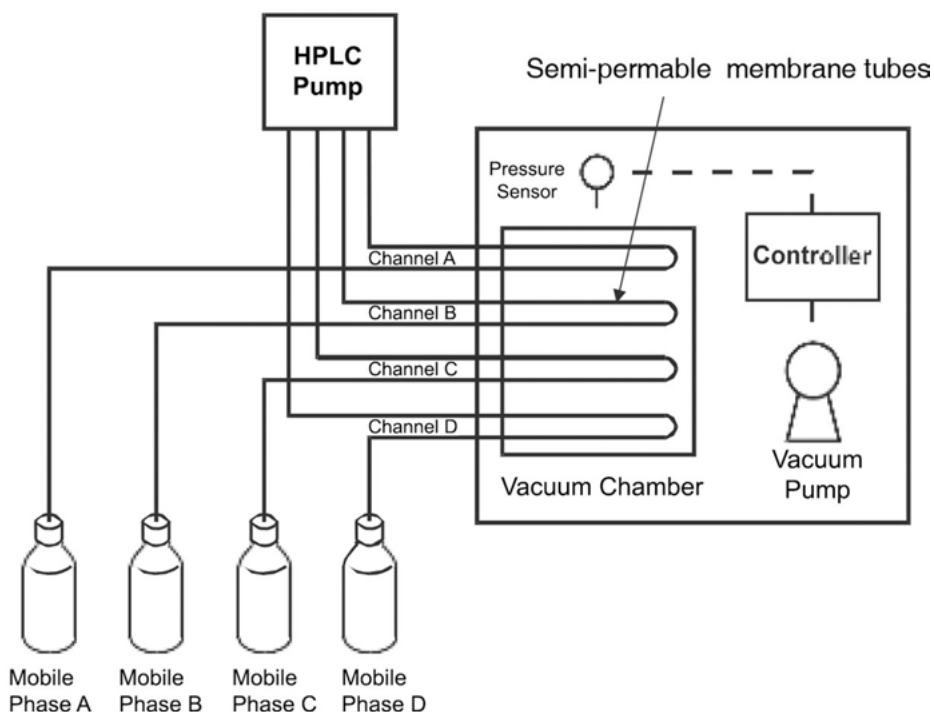 HPLC
Pump
Semi-permable membrane tubes
Pressure
Sensor
Controller
Channel A
Channel B
Channel C
Channel D
Vacuum Chamber
Vacuum
Pump
Mobile
Phase A
Mobile
Phase B
Mobile
Phase C
Mobile
Phase D